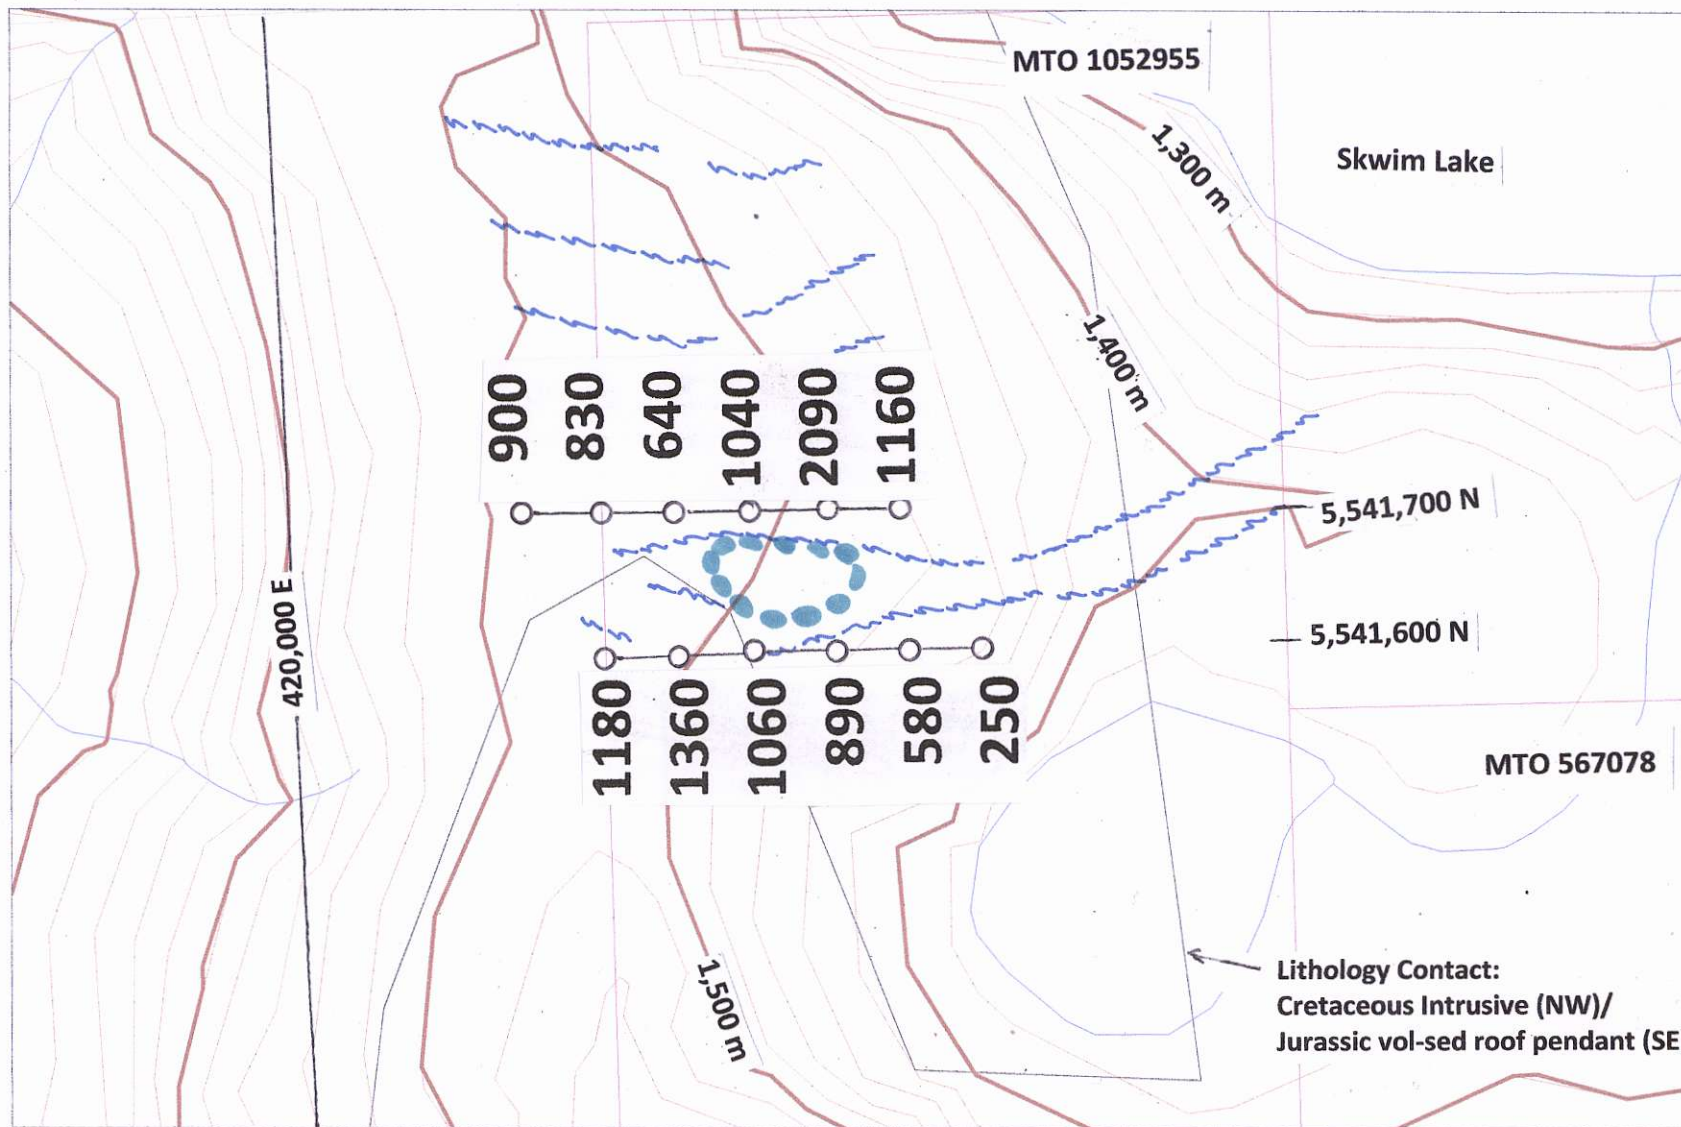 MTO 1052955
1,300 m
Skwim Lake
1,400 m
900
830
640
1040
2090
1160
5,541,700 N
420,000 E
5,541,600 N
1180
1360
1060
890
580
250
MTO 567078
1,500 m
Lithology Contact:
Cretaceous Intrusive (NW)/
Jurassic vol-sed roof pendant (SE